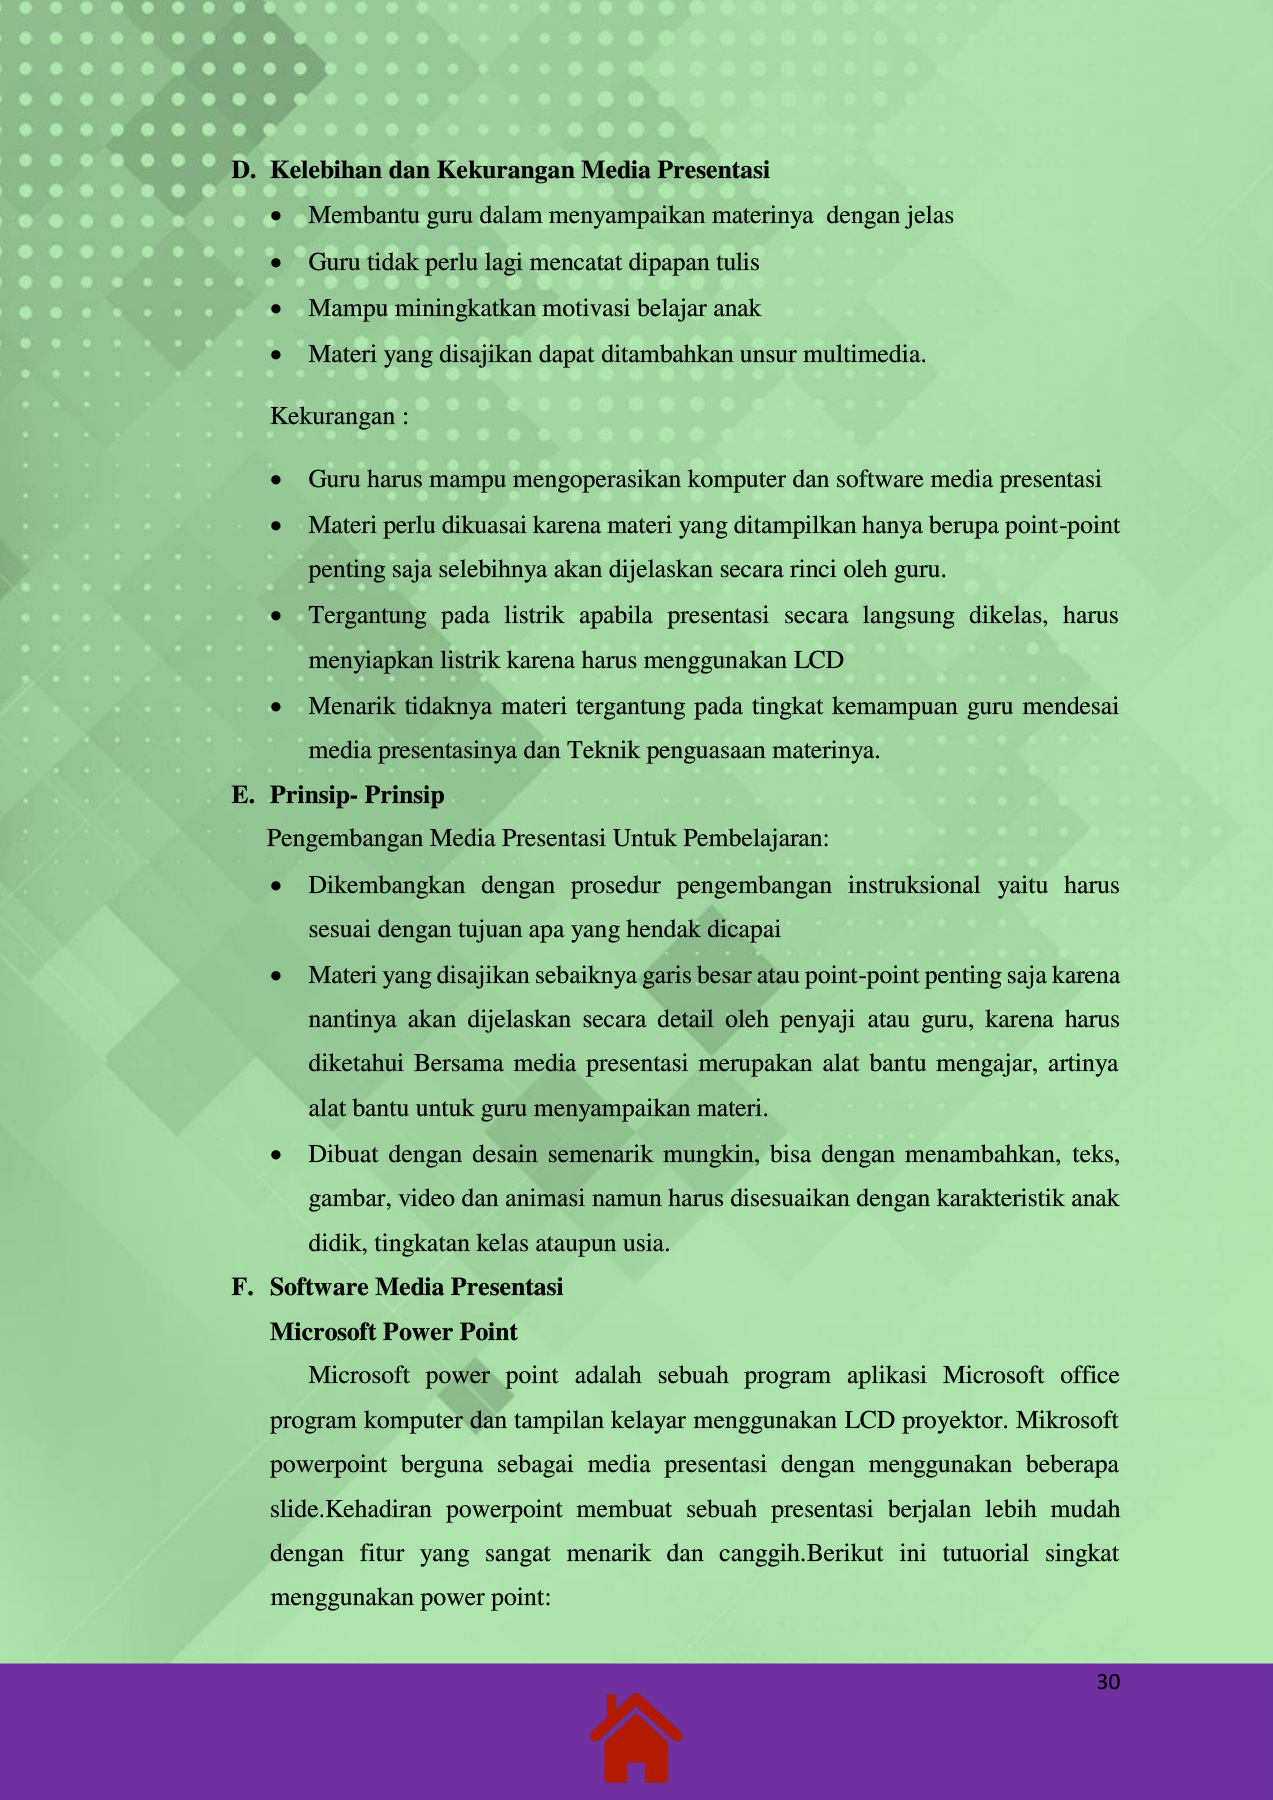 D. Kelebihan dan Kekurangan Media Presentasi
• Membantu guru dalam menyampaikan materinya  dengan jelas
• Guru tidak perlu lagi mencatat dipapan tulis
• Mampu miningkatkan motivasi belajar anak
• Materi yang disajikan dapat ditambahkan unsur multimedia.
Kekurangan :
• Guru harus mampu mengoperasikan komputer dan software media presentasi
• Materi perlu dikuasai karena materi yang ditampilkan hanya berupa point-point
penting saja selebihnya akan dijelaskan secara rinci oleh guru.
• Tergantung pada listrik apabila presentasi secara langsung dikelas, harus
menyiapkan listrik karena harus menggunakan LCD
• Menarik tidaknya materi tergantung pada tingkat kemampuan guru mendesai
media presentasinya dan Teknik penguasaan materinya.
E. Prinsip- Prinsip
Pengembangan Media Presentasi Untuk Pembelajaran:
• Dikembangkan dengan prosedur pengembangan instruksional yaitu harus
sesuai dengan tujuan apa yang hendak dicapai
• Materi yang disajikan sebaiknya garis besar atau point-point penting saja karena
nantinya akan dijelaskan secara detail oleh penyaji atau guru, karena harus
diketahui Bersama media presentasi merupakan alat bantu mengajar, artinya
alat bantu untuk guru menyampaikan materi.
• Dibuat dengan desain semenarik mungkin, bisa dengan menambahkan, teks,
gambar, video dan animasi namun harus disesuaikan dengan karakteristik anak
didik, tingkatan kelas ataupun usia.
F. Software Media Presentasi
Microsoft Power Point
Microsoft power point adalah sebuah program aplikasi Microsoft office
program komputer dan tampilan kelayar menggunakan LCD proyektor. Mikrosoft
powerpoint berguna sebagai media presentasi dengan menggunakan beberapa
slide.Kehadiran powerpoint membuat sebuah presentasi berjalan lebih mudah
dengan fitur yang sangat menarik dan canggih.Berikut ini tutuorial singkat
menggunakan power point:
30